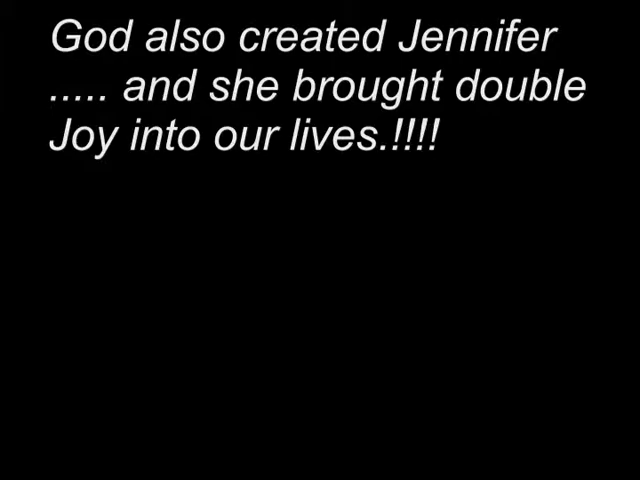 God also created Jennifer
..... and she brought double
Joy into our lives.!!!!